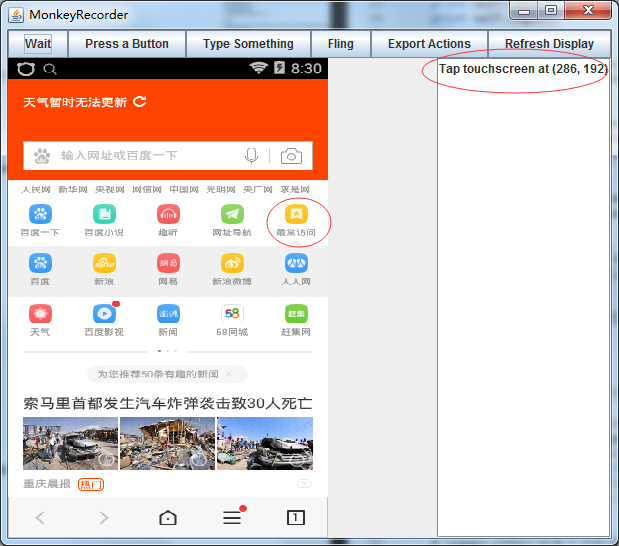 MonkeyRecorder
Wait Press a Button Type Something Fling Export Actions Refresh Display
8:30
Tap touchscreen at (286, 192)
天气暂时无法更新
输入网址或百度一下
人民网 新华网 央视网 网信网 中国网 光明网 央广网 求是网
百度一下 百度小说 趣听 网址导航 最常访问
网易
百度 新浪 网易 新浪微博 人人网
58 赶集
天气 百度影视 新闻 58同城 赶集网
为您推荐50条有趣的新闻 ×
索马里首都发生汽车炸弹袭击致30人死亡
重庆晨报 热门
1